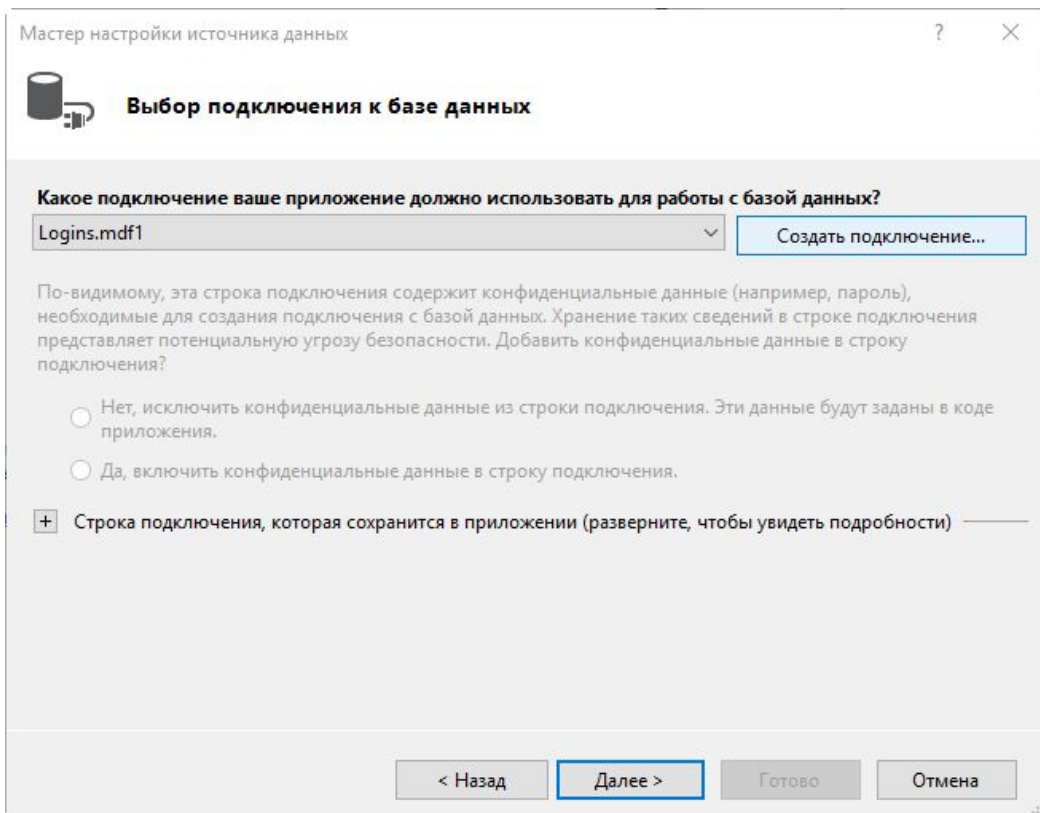 Мастер настройки источника данных
?
Выбор подключения к базе данных
Какое подключение ваше приложение должно использовать для работы с базой данных?
Logins.mdf1
Создать подключение...
По-видимому, эта строка подключения содержит конфиденциальные данные (например, пароль),
необходимые для создания подключения с базой данных. Хранение таких сведений в строке подключения
представляет потенциальную угрозу безопасности. Добавить конфиденциальные данные в строку
подключения?
Нет, исключить конфиденциальные данные из строки подключения. Эти данные будут заданы в коде
приложения.
Да, включить конфиденциальные данные в строку подключения.
+ Строка подключения, которая сохранится в приложении (разверните, чтобы увидеть подробности)
< Назад
Далее >
Готово
Отмена